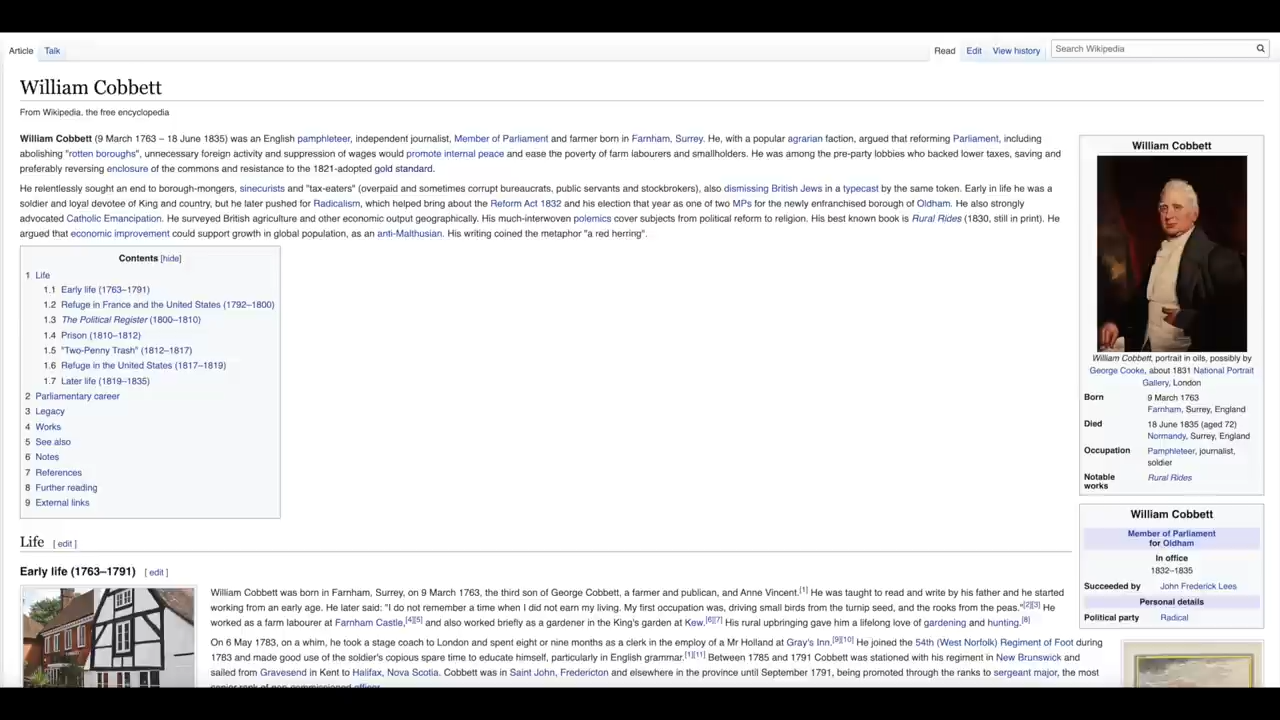 Article
Talk
Read
Edit
View history
Search Wikipedia
William Cobbett
From Wikipedia, the free encyclopedia
William Cobbett (9 March 1763 – 18 June 1835) was an English pamphleteer, independent journalist, Member of Parliament and farmer born in Farnham, Surrey. He, with a popular agrarian faction, argued that reforming Parliament, including
abolishing "rotten boroughs", unnecessary foreign activity and suppression of wages would promote internal peace and ease the poverty of farm labourers and smallholders. He was among the pre-party lobbies who backed lower taxes, saving and
preferably reversing enclosure of the commons and resistance to the 1821-adopted gold standard.
He relentlessly sought an end to borough-mongers, sinecurists and "tax-eaters" (overpaid and sometimes corrupt bureaucrats, public servants and stockbrokers), also dismissing British Jews in a typecast by the same token. Early in life he was a
soldier and loyal devotee of King and country, but he later pushed for Radicalism, which helped bring about the Reform Act 1832 and his election that year as one of two MPs for the newly enfranchised borough of Oldham. He also strongly
advocated Catholic Emancipation. He surveyed British agriculture and other economic output geographically. His much-interwoven polemics cover subjects from political reform to religion. His best known book is Rural Rides (1830, still in print). He
argued that economic improvement could support growth in global population, as an anti-Malthusian. His writing coined the metaphor "a red herring".
Contents [hide]
1 Life
1.1 Early life (1763–1791)
1.2 Refuge in France and the United States (1792–1800)
1.3 The Political Register (1800–1810)
1.4 Prison (1810–1812)
1.5 "Two-Penny Trash" (1812–1817)
1.6 Refuge in the United States (1817–1819)
1.7 Later life (1819–1835)
2 Parliamentary career
3 Legacy
4 Works
5 See also
6 Notes
7 References
8 Further reading
9 External links
William Cobbett
William Cobbett, portrait in oils, possibly by
George Cooke, about 1831 National Portrait
Gallery, London
Born 9 March 1763
Farnham, Surrey, England
Died 18 June 1835 (aged 72)
Normandy, Surrey, England
Occupation Pamphleteer, journalist,
soldier
Notable works Rural Rides
William Cobbett
Member of Parliament
for Oldham
In office
1832–1835
Succeeded by John Frederick Lees
Personal details
Political party Radical
Life [ edit ]
Early life (1763–1791) [ edit ]
William Cobbett was born in Farnham, Surrey, on 9 March 1763, the third son of George Cobbett, a farmer and publican, and Anne Vincent.[1] He was taught to read and write by his father and he started
working from an early age. He later said: "I do not remember a time when I did not earn my living. My first occupation was, driving small birds from the turnip seed, and the rooks from the peas."[2][3] He
worked as a farm labourer at Farnham Castle,[4][5] and also worked briefly as a gardener in the King's garden at Kew.[6][7] His rural upbringing gave him a lifelong love of gardening and hunting.[8]
On 6 May 1783, on a whim, he took a stage coach to London and spent eight or nine months as a clerk in the employ of a Mr Holland at Gray's Inn.[9][10] He joined the 54th (West Norfolk) Regiment of Foot during
1783 and made good use of the soldier's copious spare time to educate himself, particularly in English grammar.[1][11] Between 1785 and 1791 Cobbett was stationed with his regiment in New Brunswick and
sailed from Gravesend in Kent to Halifax, Nova Scotia. Cobbett was in Saint John, Fredericton and elsewhere in the province until September 1791, being promoted through the ranks to sergeant major, the most